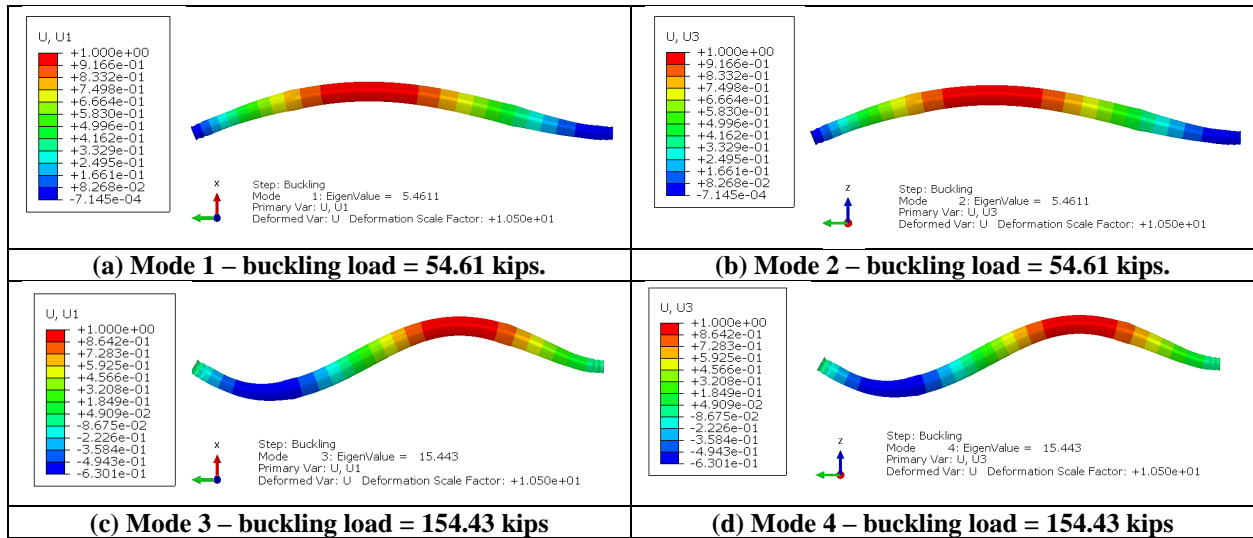 U, U1
+1.000e+00
+9.166e-01
+8.332e-01
+7.498e-01
+6.664e-01
+5.830e-01
+4.996e-01
+4.162e-01
+3.329e-01
+2.495e-01
+1.661e-01
+8.268e-02
-7.145e-04
x
Step: Buckling
Mode 1: EigenValue = 5.4611
Primary Var: U, U1
Deformed Var: U Deformation Scale Factor: +1.050e+01
U, U3
+1.000e+00
+9.166e-01
+8.332e-01
+7.498e-01
+6.664e-01
+5.830e-01
+4.996e-01
+4.162e-01
+3.329e-01
+2.495e-01
+1.661e-01
+8.268e-02
-7.145e-04
z
Step: Buckling
Mode 2: EigenValue = 5.4611
Primary Var: U, U3
Deformed Var: U Deformation Scale Factor: +1.050e+01
(a) Mode 1 – buckling load = 54.61 kips.
(b) Mode 2 – buckling load = 54.61 kips.
U, U1
+1.000e+00
+8.642e-01
+7.283e-01
+5.925e-01
+4.566e-01
+3.208e-01
+1.849e-01
+4.909e-02
-8.675e-02
-2.226e-01
-3.584e-01
-4.943e-01
-6.301e-01
x
Step: Buckling
Mode 3: EigenValue = 15.443
Primary Var: U, U1
Deformed Var: U Deformation Scale Factor: +1.050e+01
U, U3
+1.000e+00
+8.642e-01
+7.283e-01
+5.925e-01
+4.566e-01
+3.208e-01
+1.849e-01
+4.909e-02
-8.675e-02
-2.226e-01
-3.584e-01
-4.943e-01
-6.301e-01
z
Step: Buckling
Mode 4: EigenValue = 15.443
Primary Var: U, U3
Deformed Var: U Deformation Scale Factor: +1.050e+01
(c) Mode 3 – buckling load = 154.43 kips
(d) Mode 4 – buckling load = 154.43 kips